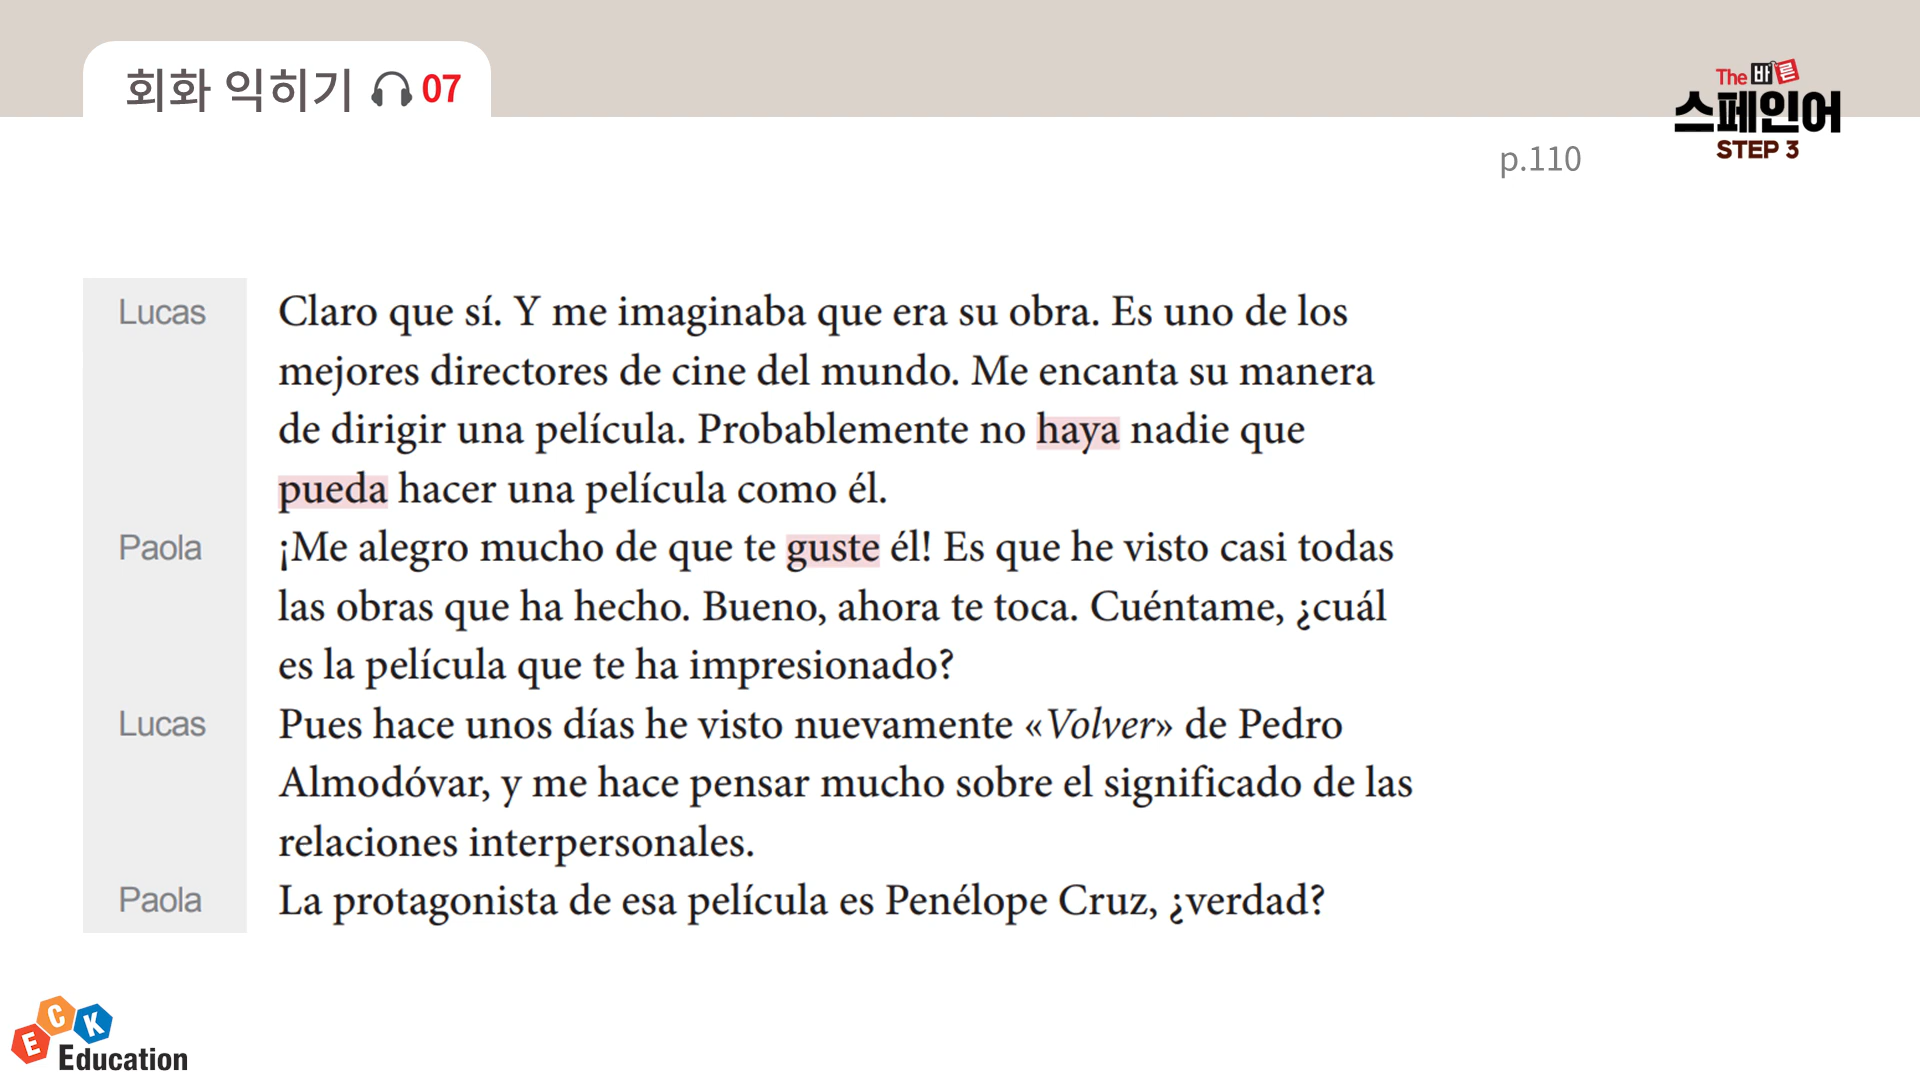 회화 익히기 07
The 바른
스페인어
STEP 3
p.110
Lucas Claro que sí. Y me imaginaba que era su obra. Es uno de los
mejores directores de cine del mundo. Me encanta su manera
de dirigir una película. Probablemente no haya nadie que
pueda hacer una película como él.
Paola ¡Me alegro mucho de que te guste él! Es que he visto casi todas
las obras que ha hecho. Bueno, ahora te toca. Cuéntame, ¿cuál
es la película que te ha impresionado?
Lucas Pues hace unos días he visto nuevamente «Volver» de Pedro
Almodóvar, y me hace pensar mucho sobre el significado de las
relaciones interpersonales.
Paola La protagonista de esa película es Penélope Cruz, ¿verdad?
ECK
Education